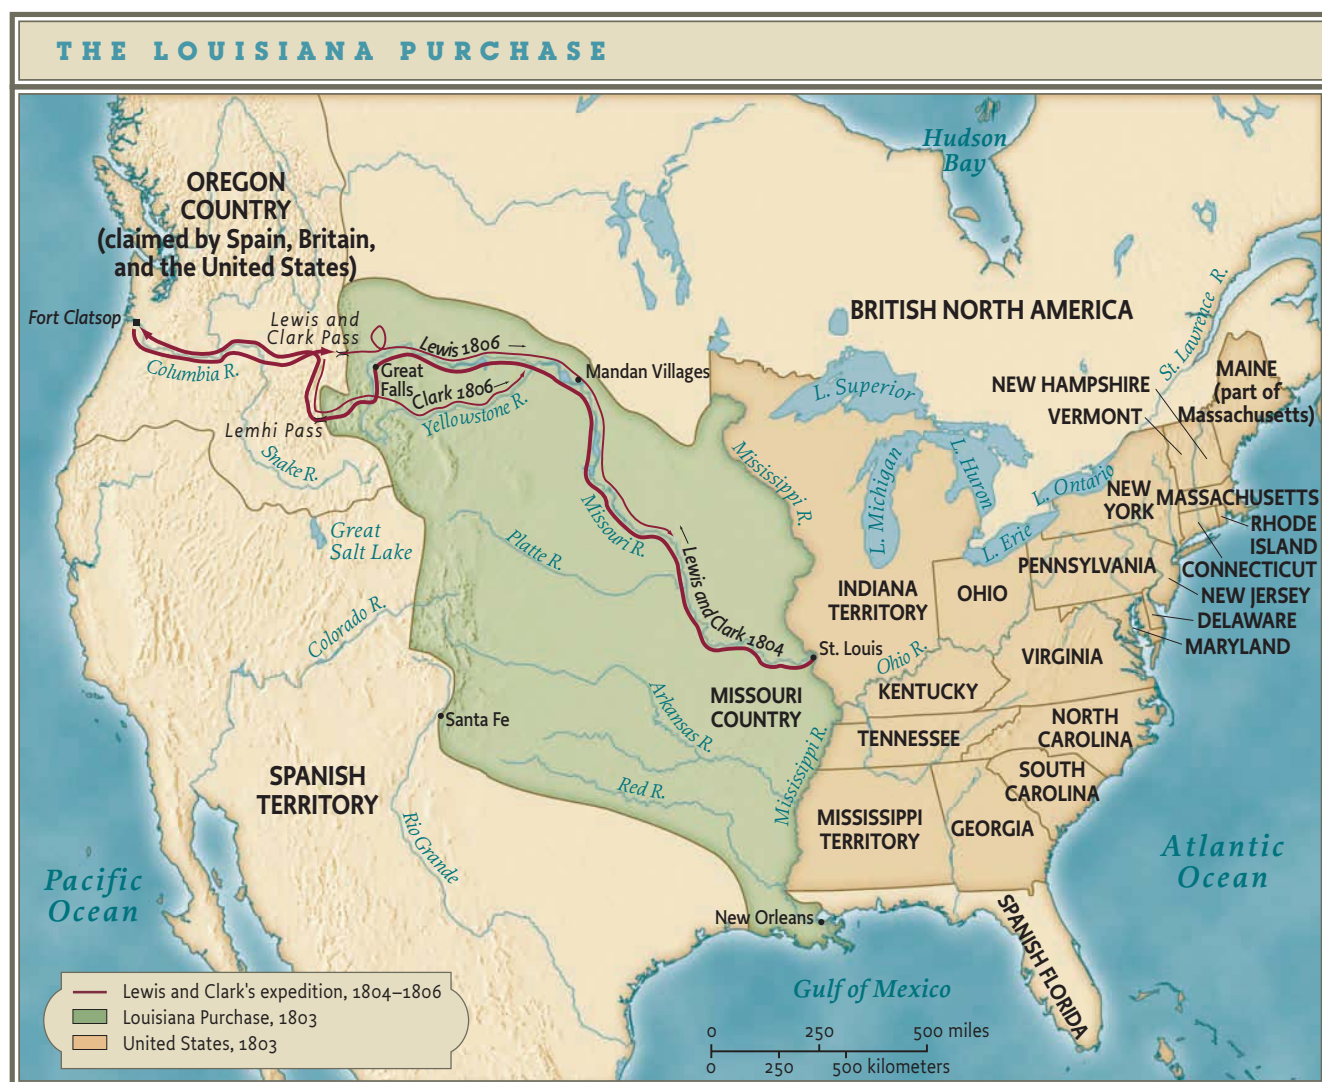 THE LOUISIANA PURCHASE
Hudson
Bay
OREGON
COUNTRY
(claimed by Spain, Britain,
and the United States)
BRITISH NORTH AMERICA
St. Lawrence R.
Fort Clatsop
Lewis and
Clark Pass
Columbia R.
Lewis 1806
Great
Falls
Clark 1806
Yellowstone R.
Mandan Villages
Lemhi Pass
Snake R.
L. Superior
L. Michigan
L. Huron
L. Ontario
L. Erie
NEW HAMPSHIRE
VERMONT
MAINE
(part of
Massachusetts)
Mississippi R.
Missouri R.
NEW
YORK
MASSACHUSETTS
RHODE
ISLAND
CONNECTICUT
NEW JERSEY
DELAWARE
MARYLAND
PENNSYLVANIA
Great
Salt Lake
Platte R.
Lewis and Clark 1804
INDIANA
TERRITORY
OHIO
Colorado R.
St. Louis
Ohio R.
VIRGINIA
KENTUCKY
MISSOURI
COUNTRY
Arkansas R.
Santa Fe
TENNESSEE
NORTH
CAROLINA
SPANISH
TERRITORY
Red R.
Mississippi R.
SOUTH
CAROLINA
MISSISSIPPI
TERRITORY
GEORGIA
Rio Grande
Pacific
Ocean
Atlantic
Ocean
New Orleans
SPANISH FLORIDA
Gulf of Mexico
Lewis and Clark's expedition, 1804–1806
Louisiana Purchase, 1803
United States, 1803
0 250 500 miles
0 250 500 kilometers